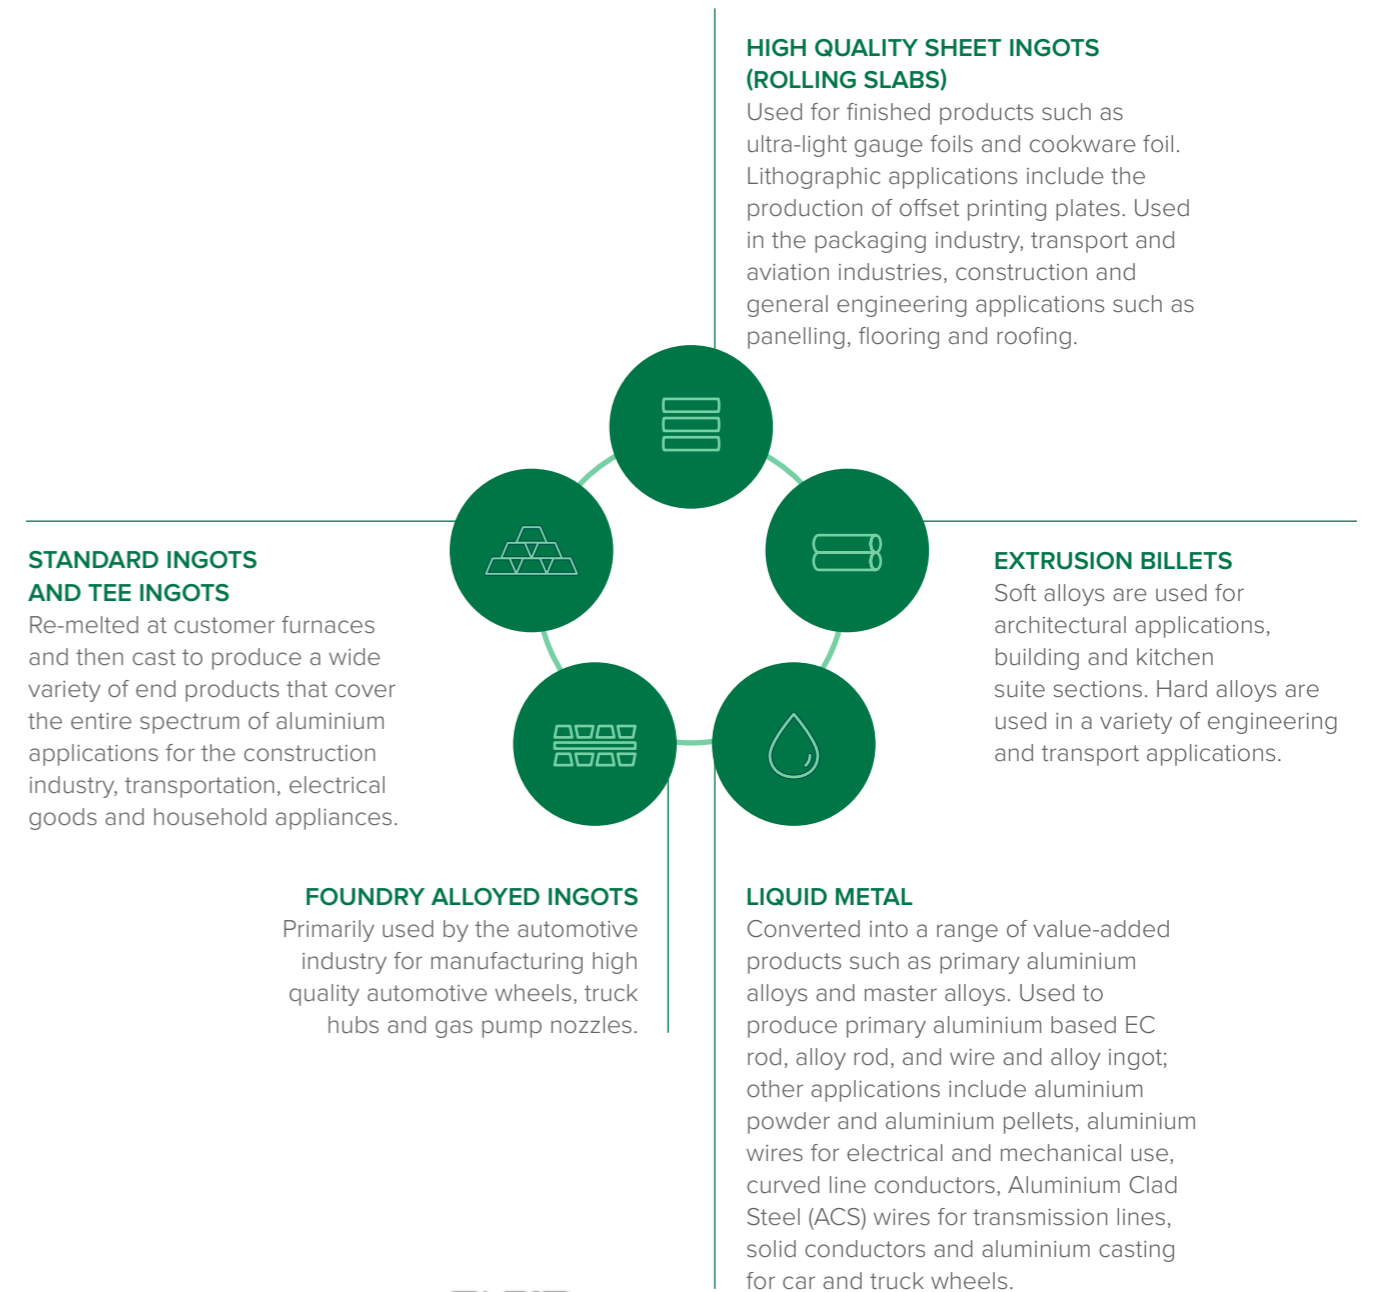 HIGH QUALITY SHEET INGOTS
(ROLLING SLABS)
Used for finished products such as
ultra-light gauge foils and cookware foil.
Lithographic applications include the
production of offset printing plates. Used
in the packaging industry, transport and
aviation industries, construction and
general engineering applications such as
panelling, flooring and roofing.
STANDARD INGOTS
AND TEE INGOTS
Re-melted at customer furnaces
and then cast to produce a wide
variety of end products that cover
the entire spectrum of aluminium
applications for the construction
industry, transportation, electrical
goods and household appliances.
EXTRUSION BILLETS
Soft alloys are used for
architectural applications,
building and kitchen
suite sections. Hard alloys are
used in a variety of engineering
and transport applications.
FOUNDRY ALLOYED INGOTS
Primarily used by the automotive
industry for manufacturing high
quality automotive wheels, truck
hubs and gas pump nozzles.
LIQUID METAL
Converted into a range of value-added
products such as primary aluminium
alloys and master alloys. Used to
produce primary aluminium based EC
rod, alloy rod, and wire and alloy ingot;
other applications include aluminium
powder and aluminium pellets, aluminium
wires for electrical and mechanical use,
curved line conductors, Aluminium Clad
Steel (ACS) wires for transmission lines,
solid conductors and aluminium casting
for car and truck wheels.